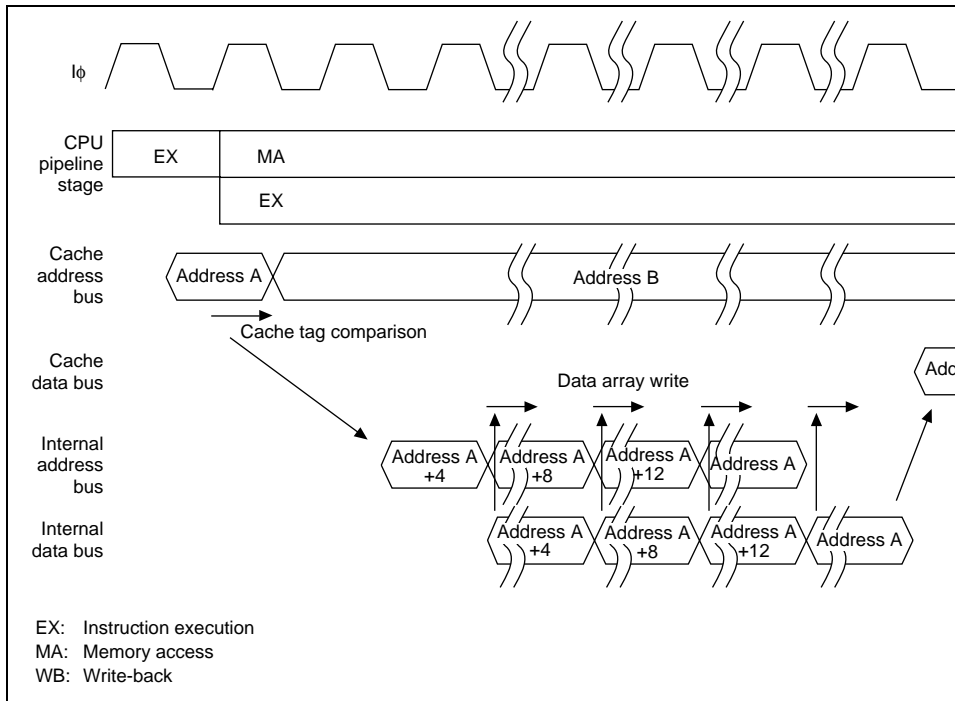 Iφ
CPU
pipeline
stage
EX
MA
EX
Cache
address
bus
Address A
Address B
Cache tag comparison
Cache
data bus
Data array write
Internal
address
bus
Address A
+4
Address A
+8
Address A
+12
Address A
Internal
data bus
Address A
+4
Address A
+8
Address A
+12
Address A
EX: Instruction execution
MA: Memory access
WB: Write-back